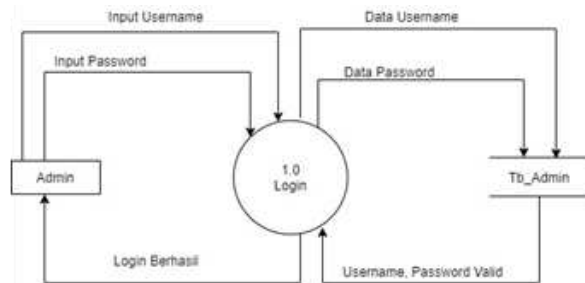 Input Username
Data Username
Input Password
Data Password
1.0
Login
Admin
Tb_Admin
Login Berhasil
Username, Password Valid